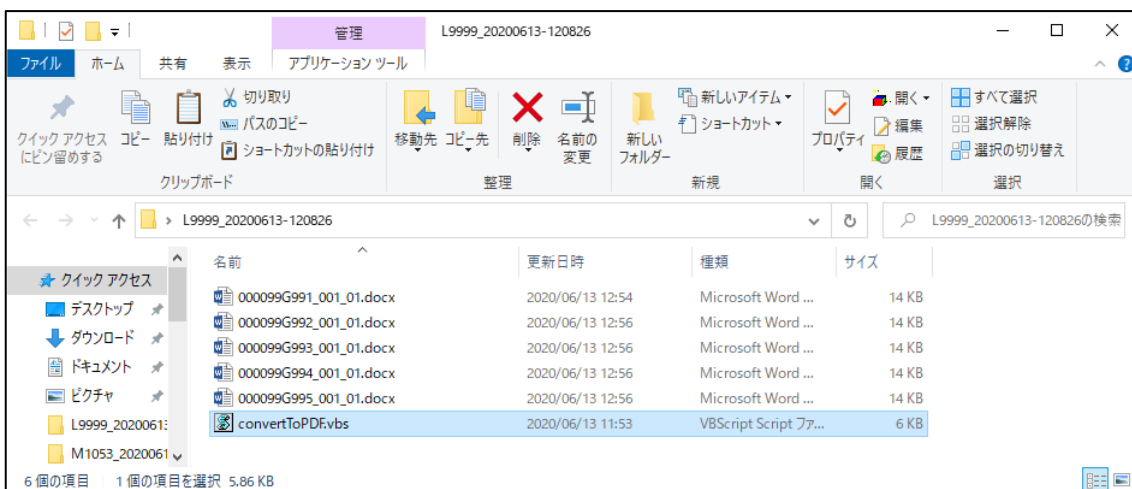 管理
L9999_20200613-120826
ファイル ホーム 共有 表示 アプリケーション ツール
クイック アクセス
にピン留めする
コピー
貼り付け
切り取り
パスのコピー
ショートカットの貼り付け
クリップボード
移動先
コピー先
削除
名前の
変更
整理
新しい
フォルダー
新しいアイテム
ショートカット
新規
プロパティ
開く
編集
履歴
開く
すべて選択
選択解除
選択の切り替え
選択
L9999_20200613-120826
L9999_20200613-120826の検索
クイック アクセス
デスクトップ
ダウンロード
ドキュメント
ピクチャ
L9999_2020061
M1053_2020061
名前 更新日時 種類 サイズ
000099G991_001_01.docx 2020/06/13 12:54 Microsoft Word ... 14 KB
000099G992_001_01.docx 2020/06/13 12:56 Microsoft Word ... 14 KB
000099G993_001_01.docx 2020/06/13 12:56 Microsoft Word ... 14 KB
000099G994_001_01.docx 2020/06/13 12:56 Microsoft Word ... 14 KB
000099G995_001_01.docx 2020/06/13 12:56 Microsoft Word ... 14 KB
convertToPDF.vbs 2020/06/13 11:53 VBScript Script ファ... 6 KB
6 個の項目 1 個の項目を選択 5.86 KB